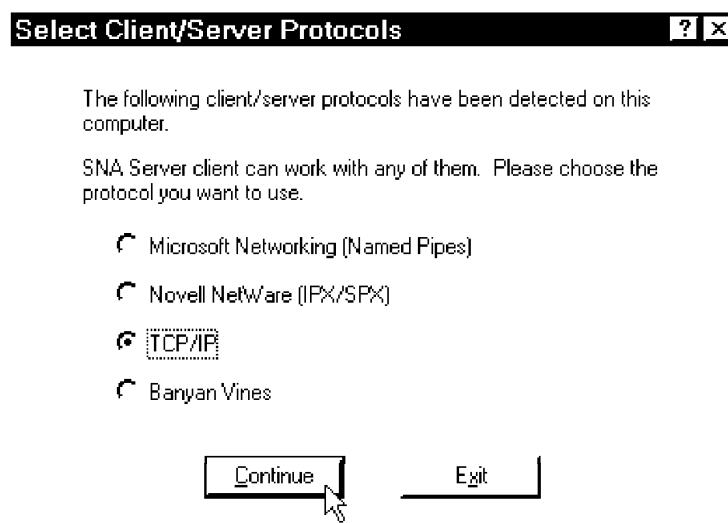 Select Client/Server Protocols
The following client/server protocols have been detected on this
computer.
SNA Server client can work with any of them. Please choose the
protocol you want to use.
Microsoft Networking (Named Pipes)
Novell NetWare (IPX/SPX)
TCP/IP
Banyan Vines
Continue Exit